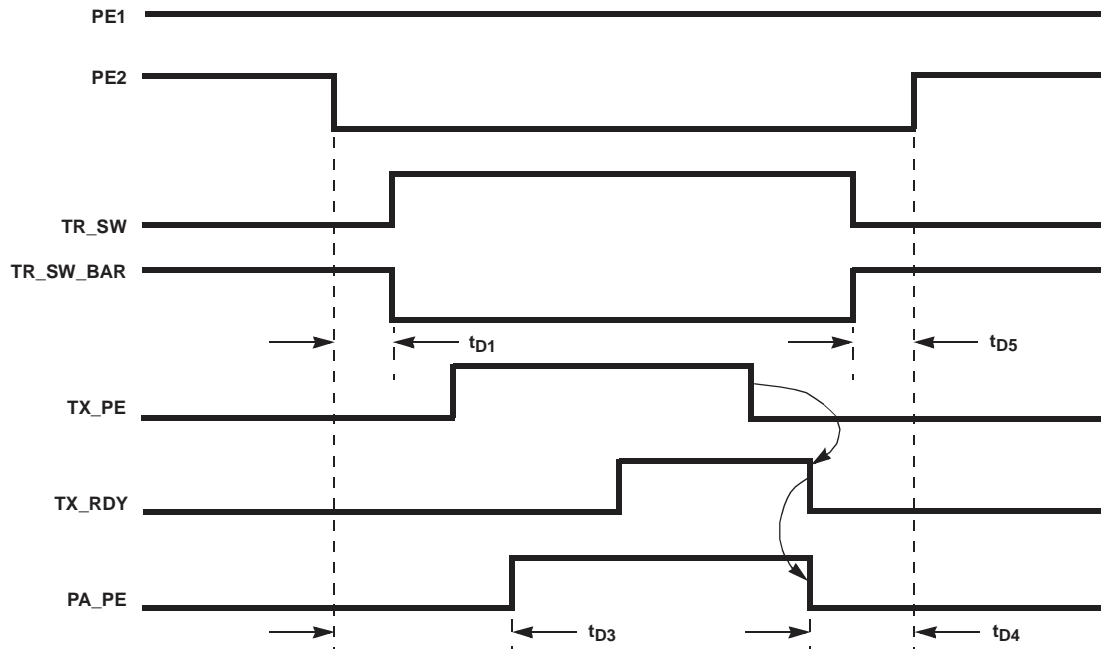 PE1
PE2
TR_SW
TR_SW_BAR
tD1
tD5
TX_PE
TX_RDY
PA_PE
tD3
tD4